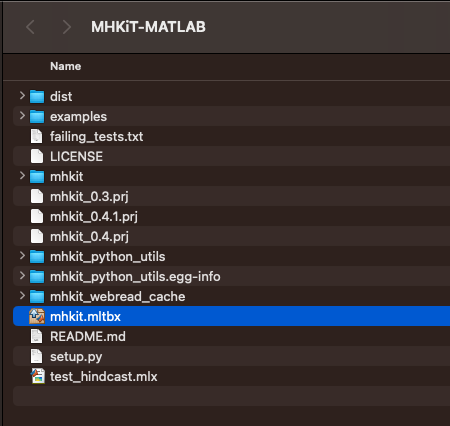 MHKiT-MATLAB
Name
dist
examples
failing_tests.txt
LICENSE
mhkit
mhkit_0.3.prj
mhkit_0.4.1.prj
mhkit_0.4.prj
mhkit_python_utils
mhkit_python_utils.egg-info
mhkit_webread_cache
mhkit.mltbx
README.md
setup.py
test_hindcast.mlx